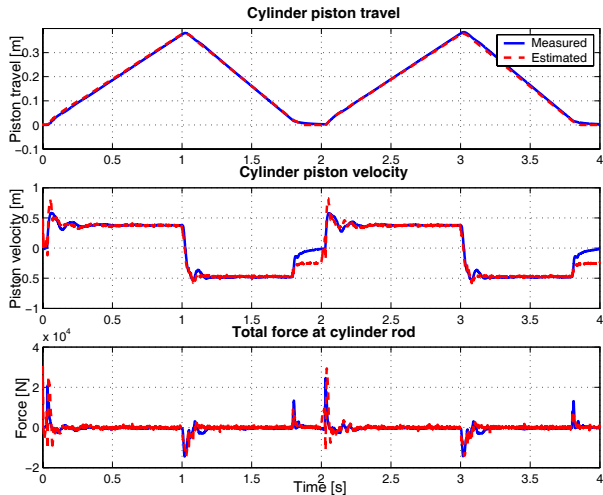 Cylinder piston travel
Piston travel [m]
0.3
0.2
0.1
0
-0.1
Measured
Estimated
0 0.5 1 1.5 2 2.5 3 3.5 4
Cylinder piston velocity
Piston velocity [m]
1
0.5
0
-0.5
-1
0 0.5 1 1.5 2 2.5 3 3.5 4
Total force at cylinder rod
x 10^4
Force [N]
4
2
0
-2
0 0.5 1 1.5 2 2.5 3 3.5 4
Time [s]